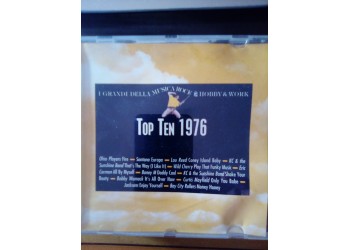 I GRANDI DELLA MUSICA ROCK HOBBY & WORK
TOP TEN 1976
Ohio Players Fire — Santana Europa — Lou Reed Coney Island Baby — KC & the
Sunshine Band That's The Way (I Like It) — Wild Cherry Play That Funky Music — Eric
Carmen All By Myself — Boney M Daddy Cool — KC & the Sunshine Band Shake Your
Booty — Bobby Womack It's All Over Now — Curtis Mayfield Only You Babe —
Jacksons Enjoy Yourself — Bay City Rollers Money Honey